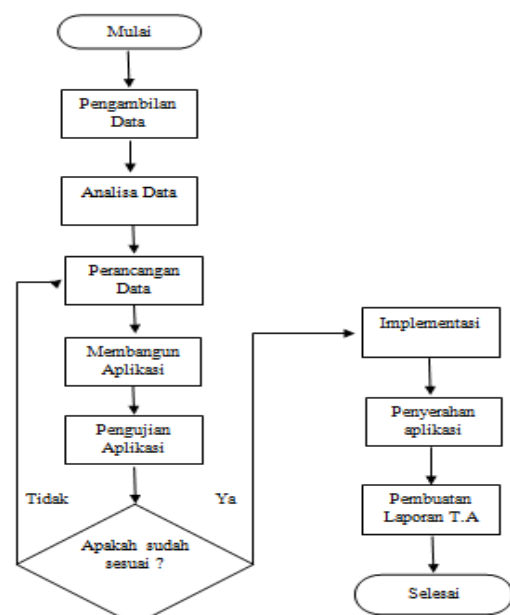 Mulai
Pengambilan
Data
Analisa Data
Perancangan
Data
Membangun
Aplikasi
Pengujian
Aplikasi
Tidak
Ya
Apakah sudah
sesuai ?
Implementasi
Penyerahan
aplikasi
Pembuatan
Laporan T.A
Selesai